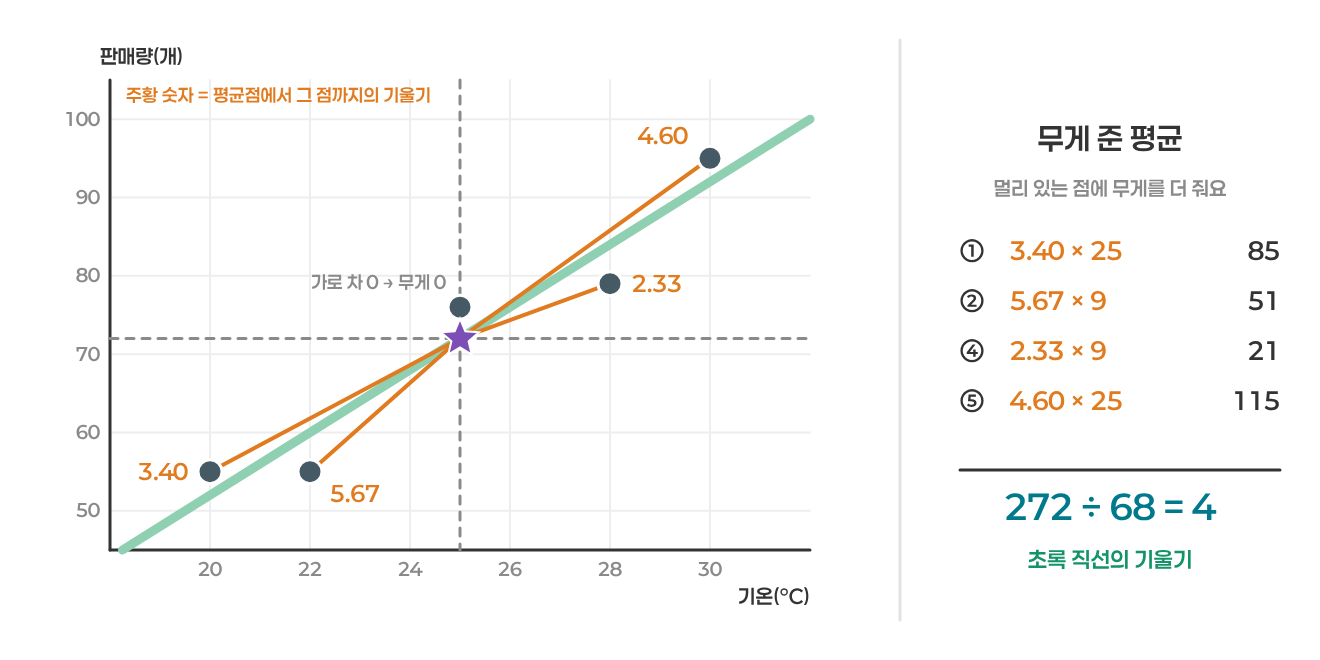 판매량(개)
주황 숫자 = 평균점에서 그 점까지의 기울기
100
90
80
70
60
50
4.60
가로 차 0 → 무게 0
2.33
3.40
5.67
20 22 24 26 28 30
기온(°C)
무게 준 평균
멀리 있는 점에 무게를 더 줘요
① 3.40 × 25 85
② 5.67 × 9 51
④ 2.33 × 9 21
⑤ 4.60 × 25 115
272 ÷ 68 = 4
초록 직선의 기울기